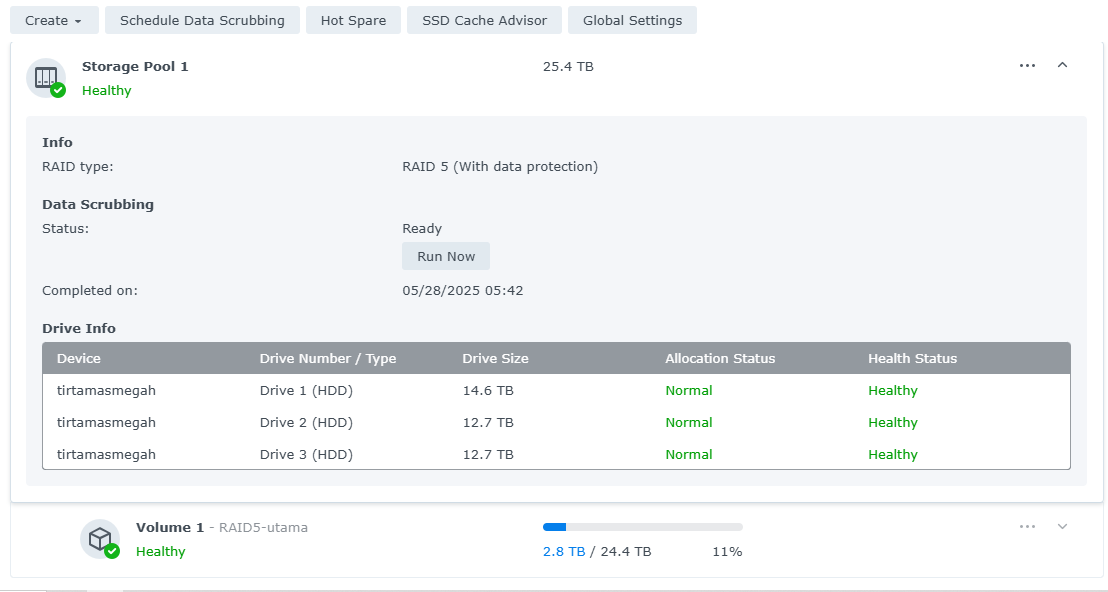 Create
Schedule Data Scrubbing
Hot Spare
SSD Cache Advisor
Global Settings
Storage Pool 1
25.4 TB
Healthy
Info
RAID type: RAID 5 (With data protection)
Data Scrubbing
Status: Ready
Run Now
Completed on: 05/28/2025 05:42
Drive Info
Device Drive Number / Type Drive Size Allocation Status Health Status
tirtamasmegah Drive 1 (HDD) 14.6 TB Normal Healthy
tirtamasmegah Drive 2 (HDD) 12.7 TB Normal Healthy
tirtamasmegah Drive 3 (HDD) 12.7 TB Normal Healthy
Volume 1 - RAID5-utama
Healthy 2.8 TB / 24.4 TB 11%